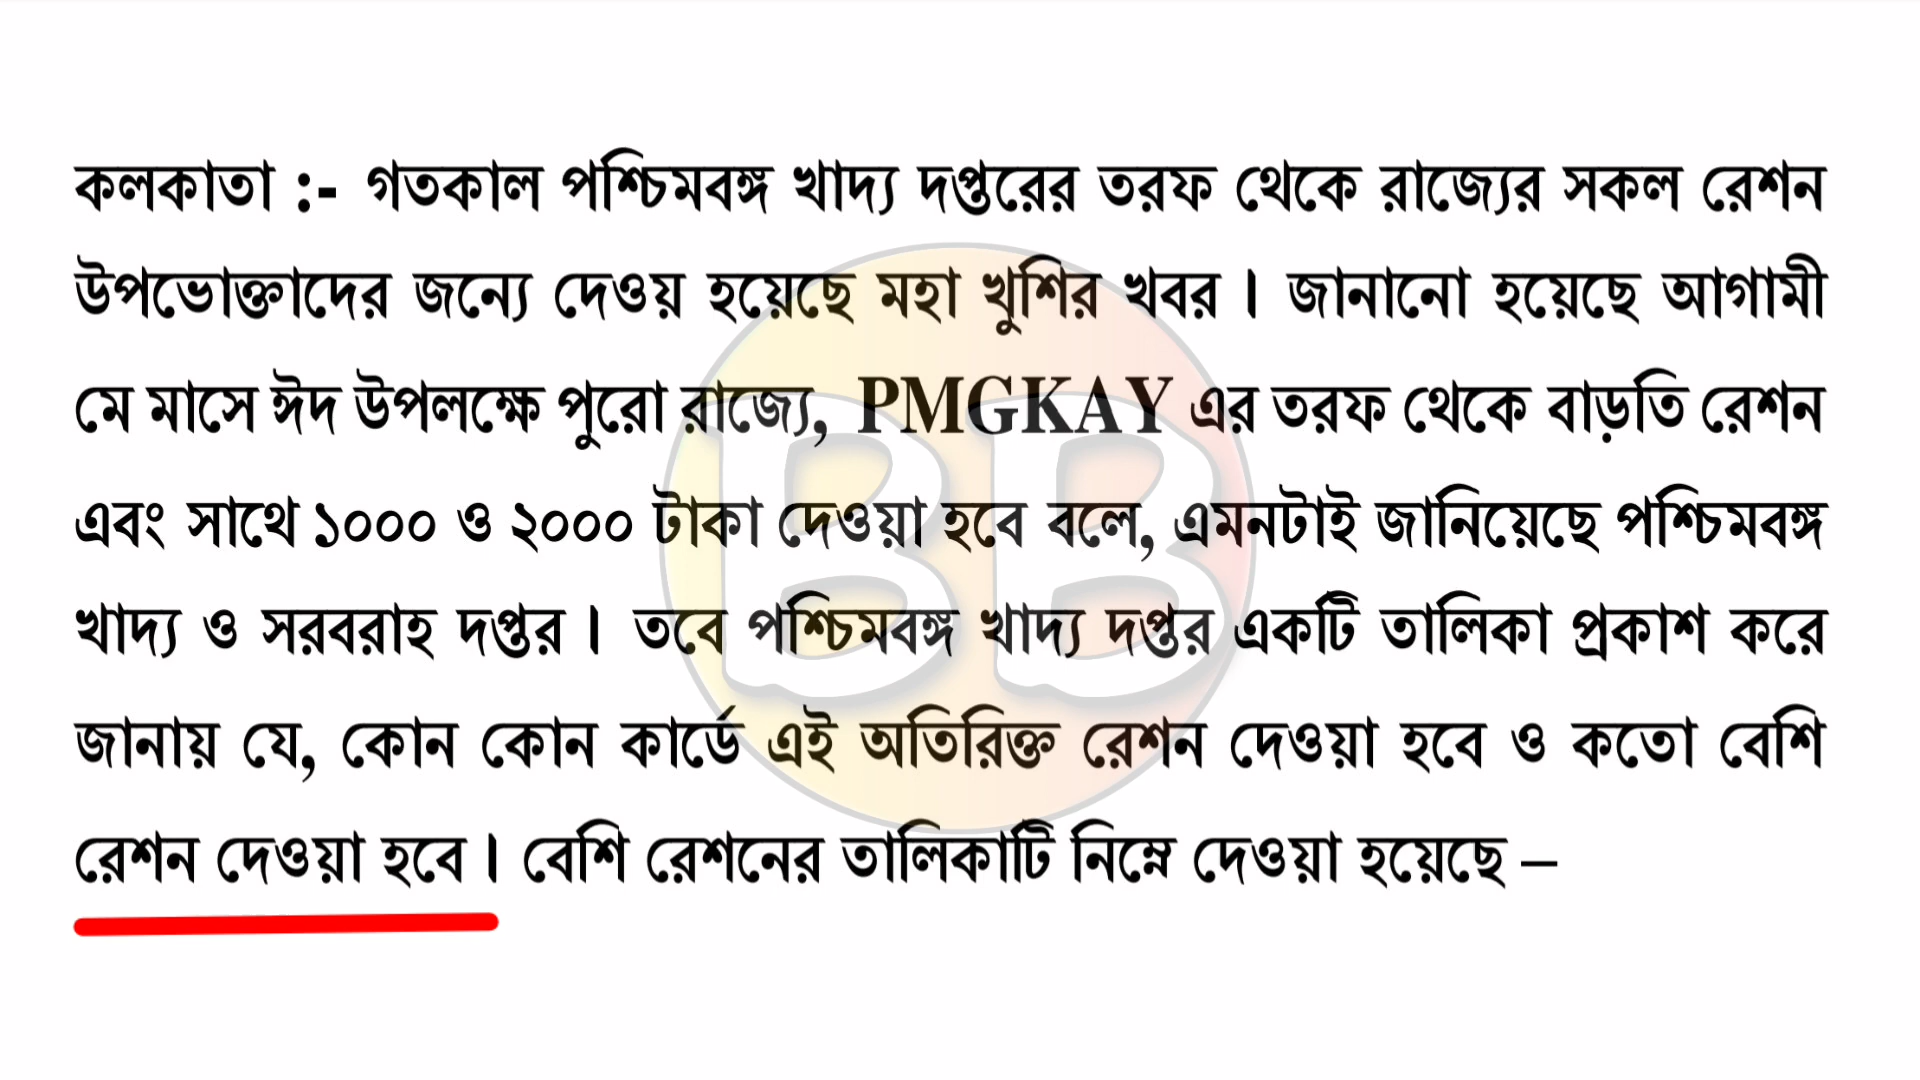 কলকাতা :- গতকাল পশ্চিমবঙ্গ খাদ্য দপ্তরের তরফ থেকে রাজ্যের সকল রেশন
উপভোক্তাদের জন্যে দেওয় হয়েছে মহা খুশির খবর । জানানো হয়েছে আগামী
মে মাসে ঈদ উপলক্ষে পুরো রাজ্যে, PMGKAY এর তরফ থেকে বাড়তি রেশন
এবং সাথে ১০০০ ও ২০০০ টাকা দেওয়া হবে বলে, এমনটাই জানিয়েছে পশ্চিমবঙ্গ
খাদ্য ও সরবরাহ দপ্তর । তবে পশ্চিমবঙ্গ খাদ্য দপ্তর একটি তালিকা প্রকাশ করে
জানায় যে, কোন কোন কার্ডে এই অতিরিক্ত রেশন দেওয়া হবে ও কতো বেশি
রেশন দেওয়া হবে । বেশি রেশনের তালিকাটি নিম্নে দেওয়া হয়েছে –
BB